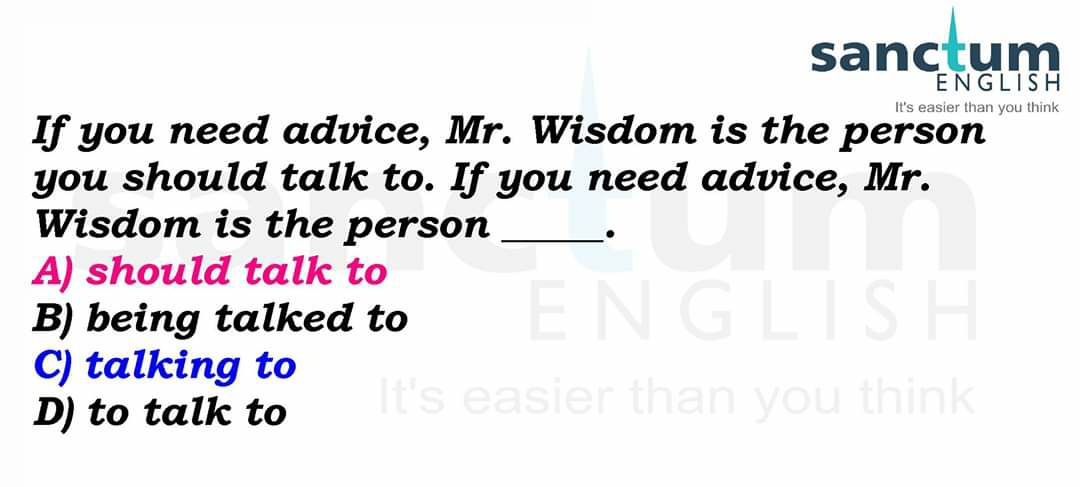 sanctum
ENGLISH
It's easier than you think
If you need advice, Mr. Wisdom is the person
you should talk to. If you need advice, Mr.
Wisdom is the person _____.
A) should talk to
B) being talked to
C) talking to
D) to talk to
sanctum
ENGLISH
It's easier than you think